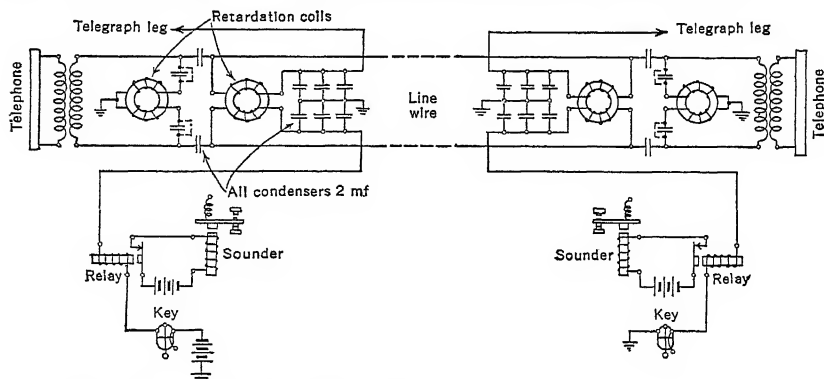 Retardation coils
Telegraph leg
Telegraph leg
Telephone
Line
wire
Telephone
All condensers 2 mf
Sounder
Sounder
Relay
Relay
Key
Key